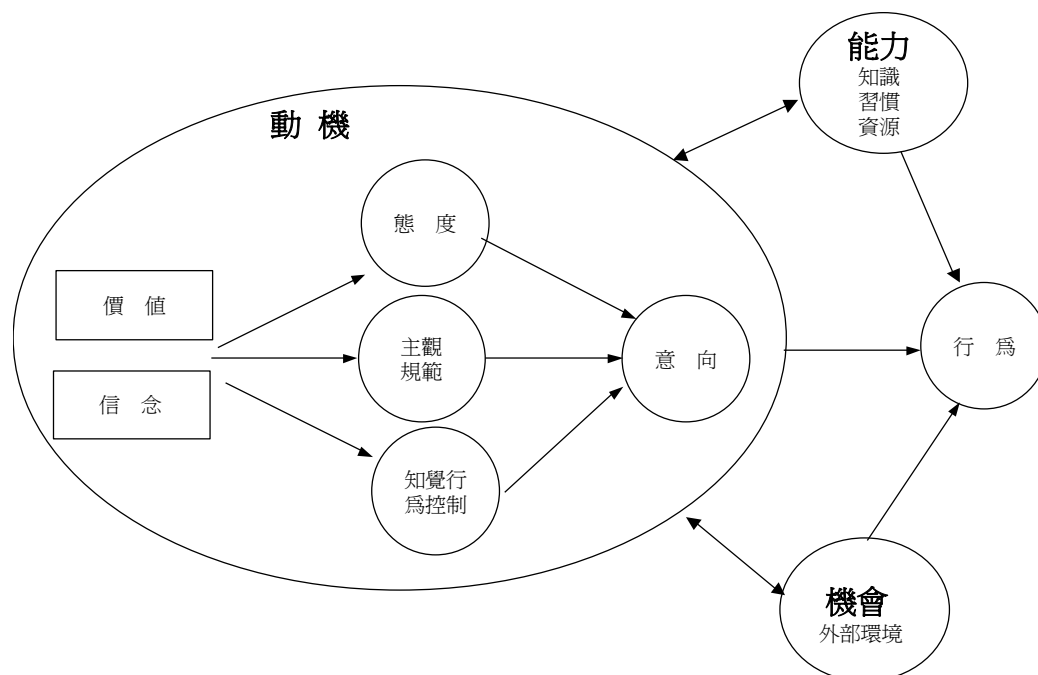 能力
知識
習慣
資源
動 機
態 度
價 值
主觀
規範
意 向
行 爲
信 念
知覺行
爲控制
機會
外部環境